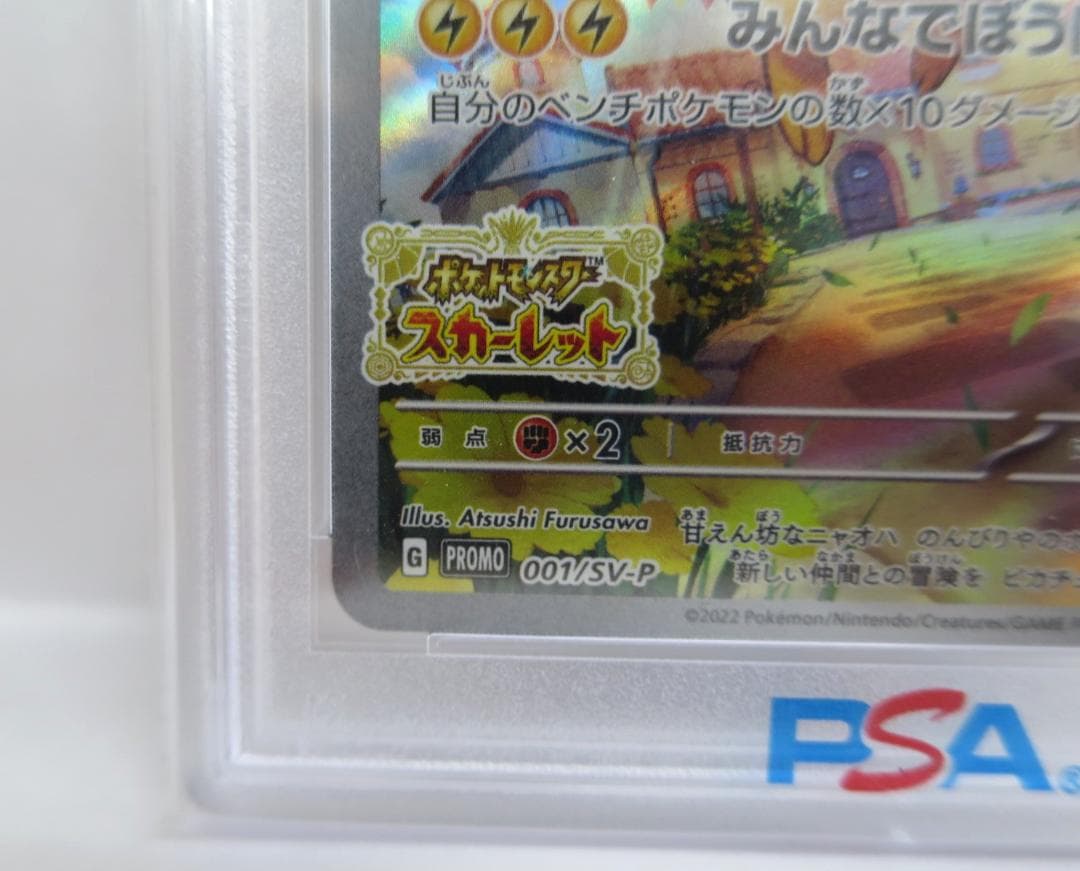 みんなでぼう
じぶん かず
自分のベンチポケモンの数×10ダメージ
ポケットモンスター™
スカーレット
弱点 ×2 抵抗力
Illus. Atsushi Furusawa
あま ぼう
甘えん坊なニャオハ のんびりやのホ
G PROMO 001/SV-P
あたら なかま ぼうけん
新しい仲間との冒険を ピカチュ
©2022 Pokémon/Nintendo/Creatures/GAME
PSA